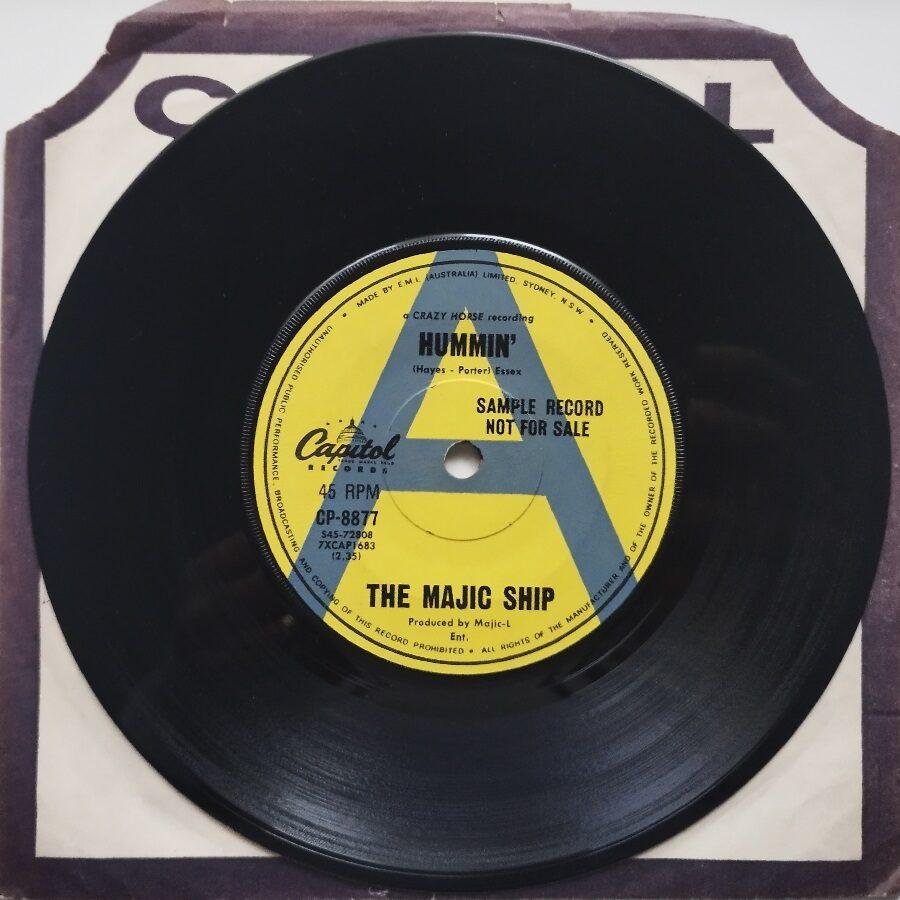 C L
MADE BY E.M.I. (AUSTRALIA) LIMITED, SYDNEY, N.S.W.
a CRAZY HORSE recording
HUMMIN'
(Hayes - Porter) Essex
SAMPLE RECORD
NOT FOR SALE
Capitol
TRADE MARK REGD
RECORDS
45 RPM
CP-8877
S45-72808
7XCAP1683
(2.35)
A
THE MAJIC SHIP
Produced by Majic-L
Ent.
UNAUTHORISED PUBLIC PERFORMANCE, BROADCASTING AND COPYING OF THIS RECORD PROHIBITED • ALL RIGHTS OF THE MANUFACTURER AND OF THE OWNER OF THE RECORDED WORK RESERVED